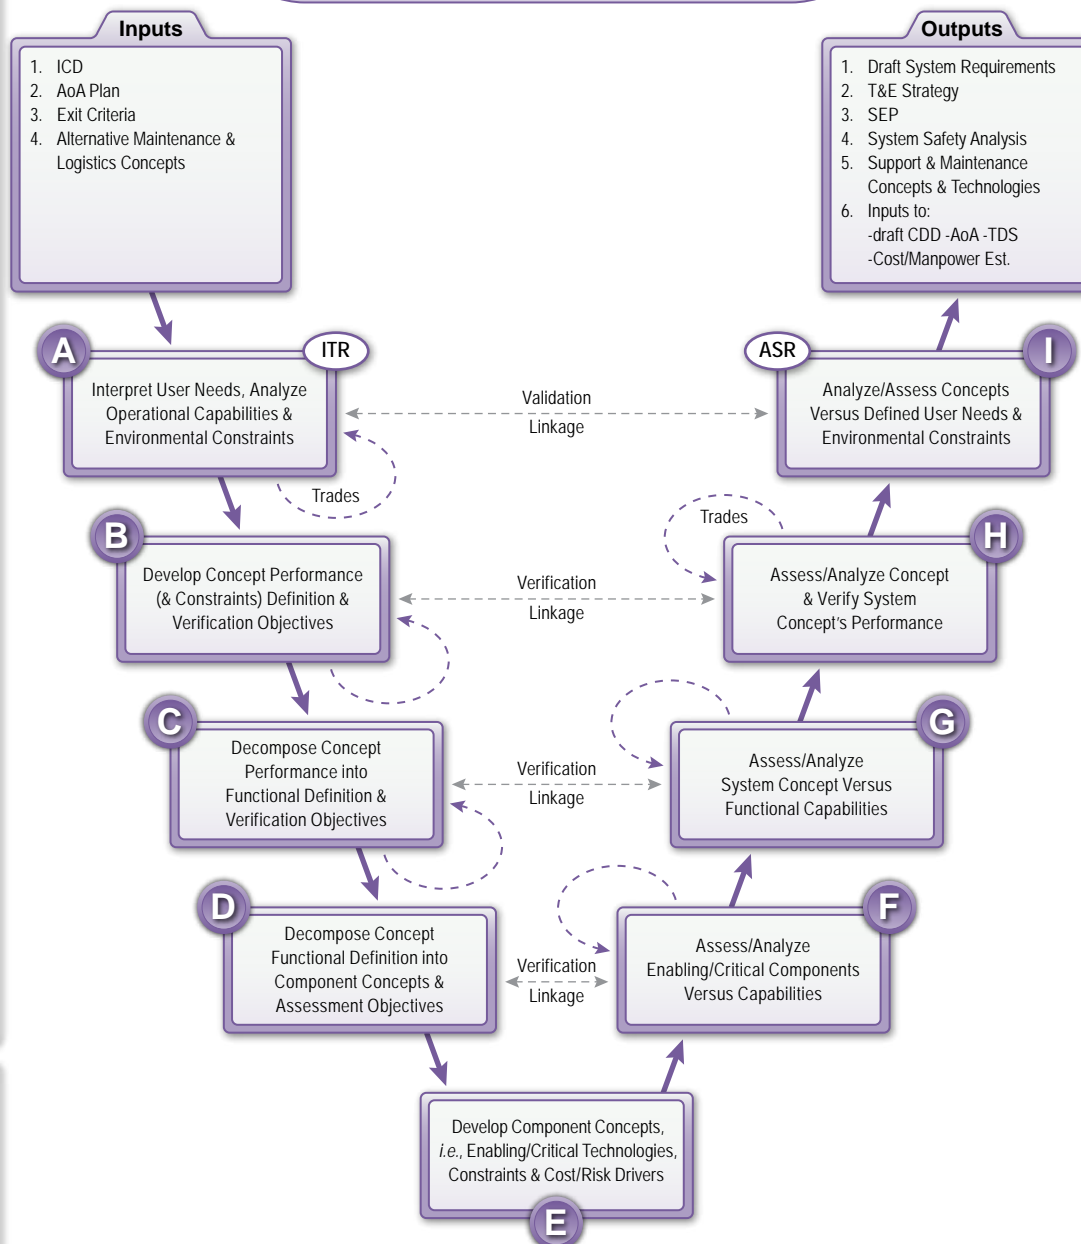 Inputs
1. ICD
2. AoA Plan
3. Exit Criteria
4. Alternative Maintenance &
Logistics Concepts
Outputs
1. Draft System Requirements
2. T&E Strategy
3. SEP
4. System Safety Analysis
5. Support & Maintenance
Concepts & Technologies
6. Inputs to:
-draft CDD -AoA -TDS
-Cost/Manpower Est.
A
ITR
Interpret User Needs, Analyze
Operational Capabilities &
Environmental Constraints
Validation
Linkage
ASR
I
Analyze/Assess Concepts
Versus Defined User Needs &
Environmental Constraints
Trades
B
Develop Concept Performance
(& Constraints) Definition &
Verification Objectives
Verification
Linkage
Trades
H
Assess/Analyze Concept
& Verify System
Concept's Performance
C
Decompose Concept
Performance into
Functional Definition &
Verification Objectives
Verification
Linkage
G
Assess/Analyze
System Concept Versus
Functional Capabilities
D
Decompose Concept
Functional Definition into
Component Concepts &
Assessment Objectives
Verification
Linkage
F
Assess/Analyze
Enabling/Critical Components
Versus Capabilities
Develop Component Concepts,
i.e., Enabling/Critical Technologies,
Constraints & Cost/Risk Drivers
E